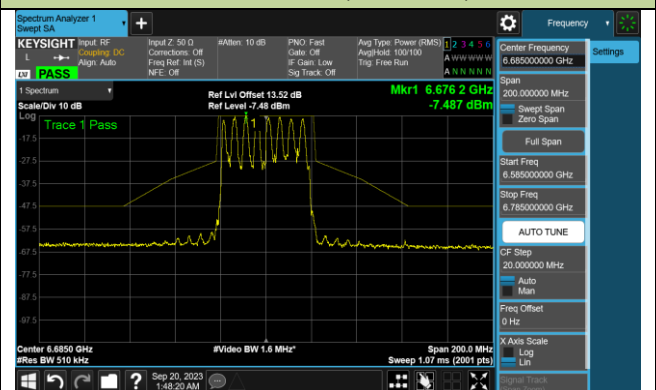 Spectrum Analyzer 1
Swept SA
+
Frequency
KEYSIGHT
L
LXI
PASS
Input: RF
Coupling: DC
Align: Auto
Input Z: 50 Ω
Corrections: Off
Freq Ref: Int (S)
NFE: Off
#Atten: 10 dB
PNO: Fast
Gate: Off
IF Gain: Low
Sig Track: Off
Avg Type: Power (RMS)
Avg|Hold: 100/100
Trig: Free Run
1 2 3 4 5 6
A W W W W W
A N N N N N
1 Spectrum
Scale/Div 10 dB
Ref Lvl Offset 13.52 dB
Ref Level -7.48 dBm
Mkr1 6.676 2 GHz
-7.487 dBm
Log
Trace 1 Pass
1
-17.5
-27.5
-37.5
-47.5
-57.5
-67.5
-77.5
-87.5
-97.5
Center 6.6850 GHz
#Res BW 510 kHz
#Video BW 1.6 MHz*
Span 200.0 MHz
Sweep 1.07 ms (2001 pts)
Center Frequency
6.685000000 GHz
Settings
Span
200.000000 MHz
Swept Span
Zero Span
Full Span
Start Freq
6.585000000 GHz
Stop Freq
6.785000000 GHz
AUTO TUNE
CF Step
20.000000 MHz
Auto
Man
Freq Offset
0 Hz
X Axis Scale
Log
Lin
Signal Track
?
Sep 20, 2023
1:48:20 AM